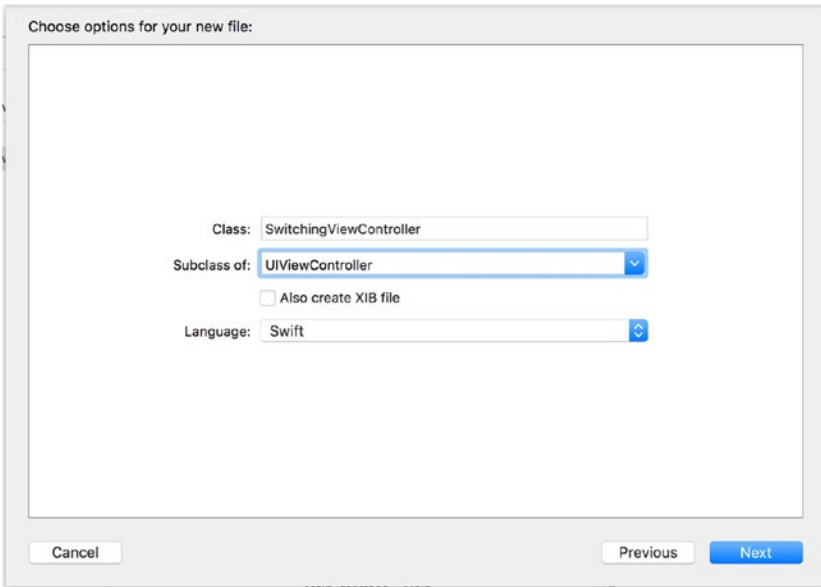 Choose options for your new file:
Class: SwitchingViewController
Subclass of: UIViewController
Also create XIB file
Language: Swift
Cancel Previous Next